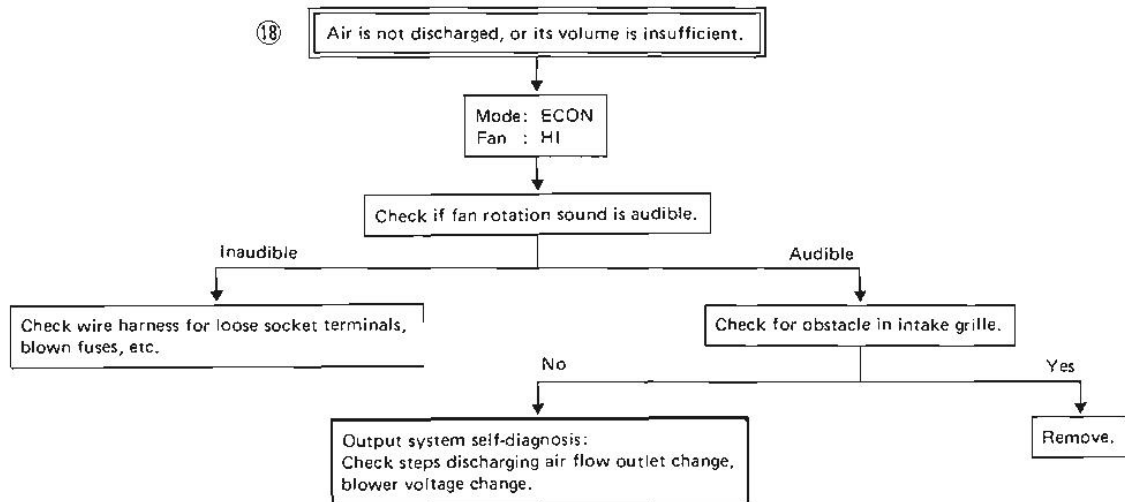 ⑱ Air is not discharged, or its volume is insufficient.
Mode: ECON
Fan : HI
Check if fan rotation sound is audible.
Inaudible
Audible
Check wire harness for loose socket terminals,
blown fuses, etc.
Check for obstacle in intake grille.
No
Yes
Output system self-diagnosis:
Check steps discharging air flow outlet change,
blower voltage change.
Remove.